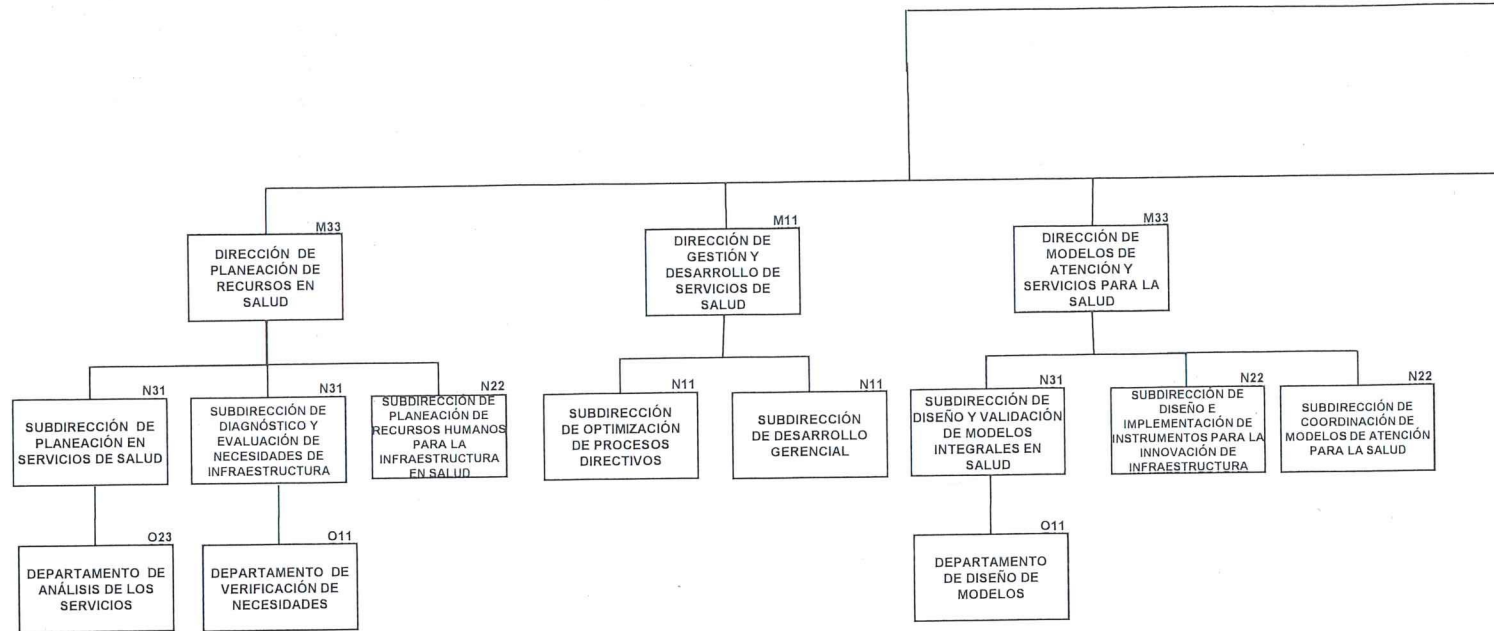 M33
DIRECCIÓN DE
PLANEACIÓN DE
RECURSOS EN
SALUD
M11
DIRECCIÓN DE
GESTIÓN Y
DESARROLLO DE
SERVICIOS DE
SALUD
M33
DIRECCIÓN DE
MODELOS DE
ATENCIÓN Y
SERVICIOS PARA LA
SALUD
N31
SUBDIRECCIÓN DE
PLANEACIÓN EN
SERVICIOS DE SALUD
N31
SUBDIRECCIÓN DE
DIAGNÓSTICO Y
EVALUACIÓN DE
NECESIDADES DE
INFRAESTRUCTURA
N22
SUBDIRECCIÓN DE
PLANEACIÓN DE
RECURSOS HUMANOS
PARA LA
INFRAESTRUCTURA
EN SALUD
N11
SUBDIRECCIÓN
DE OPTIMIZACIÓN
DE PROCESOS
DIRECTIVOS
N11
SUBDIRECCIÓN
DE DESARROLLO
GERENCIAL
N31
SUBDIRECCIÓN DE
DISEÑO Y VALIDACIÓN
DE MODELOS
INTEGRALES EN
SALUD
N22
SUBDIRECCIÓN DE
DISEÑO E
IMPLEMENTACIÓN DE
INSTRUMENTOS PARA LA
INNOVACIÓN DE
INFRAESTRUCTURA
N22
SUBDIRECCIÓN DE
COORDINACIÓN DE
MODELOS DE ATENCIÓN
PARA LA SALUD
O23
DEPARTAMENTO DE
ANÁLISIS DE LOS
SERVICIOS
O11
DEPARTAMENTO DE
VERIFICACIÓN DE
NECESIDADES
O11
DEPARTAMENTO
DE DISEÑO DE
MODELOS